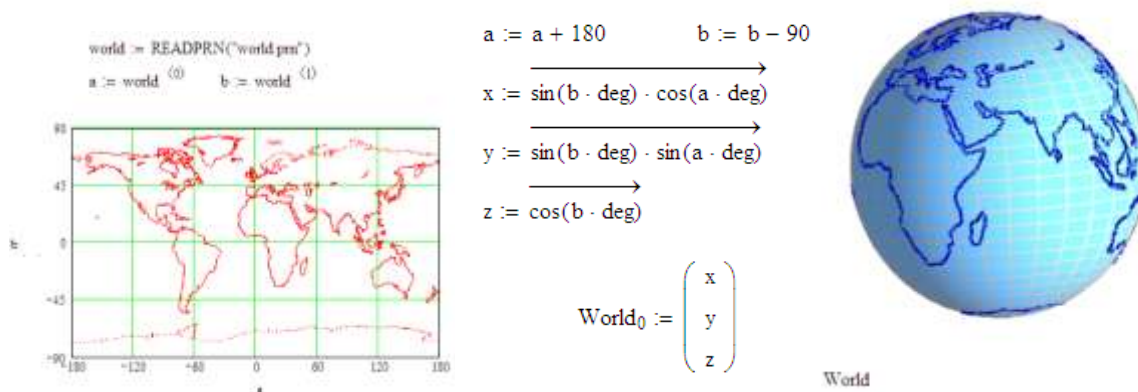 world := READPRN("world.prn")
a := world ⁽⁰⁾ b := world ⁽¹⁾
45
0
−45
−90
−180 −120 −60 0 60 120 180
a := a + 180 b := b − 90
x := sin(b · deg) · cos(a · deg)
y := sin(b · deg) · sin(a · deg)
z := cos(b · deg)
x
World₀ := y
z
World